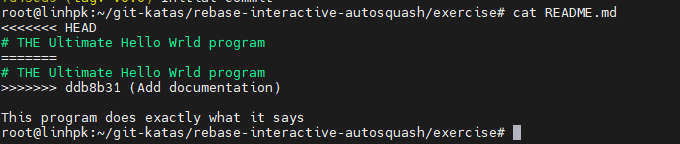 root@linhpk:~/git-katas/rebase-interactive-autosquash/exercise# cat README.md
<<<<<<< HEAD
# THE Ultimate Hello Wrld program
=======
# THE Ultimate Hello Wrld program
>>>>>>> ddb8b31 (Add documentation)

This program does exactly what it says
root@linhpk:~/git-katas/rebase-interactive-autosquash/exercise#